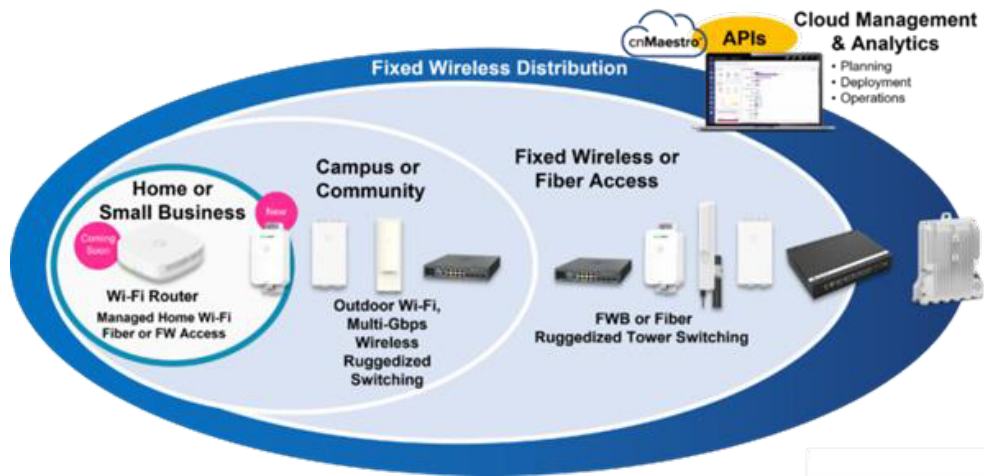 cnMaestro™
APIs
Cloud Management
& Analytics
• Planning
• Deployment
• Operations
Fixed Wireless Distribution
Fixed Wireless or
Fiber Access
Campus or
Community
Home or
Small Business
New
Coming
Soon
Wi-Fi Router
Managed Home Wi-Fi
Fiber or FW Access
Outdoor Wi-Fi,
Multi-Gbps
Wireless
Ruggedized
Switching
FWB or Fiber
Ruggedized Tower Switching